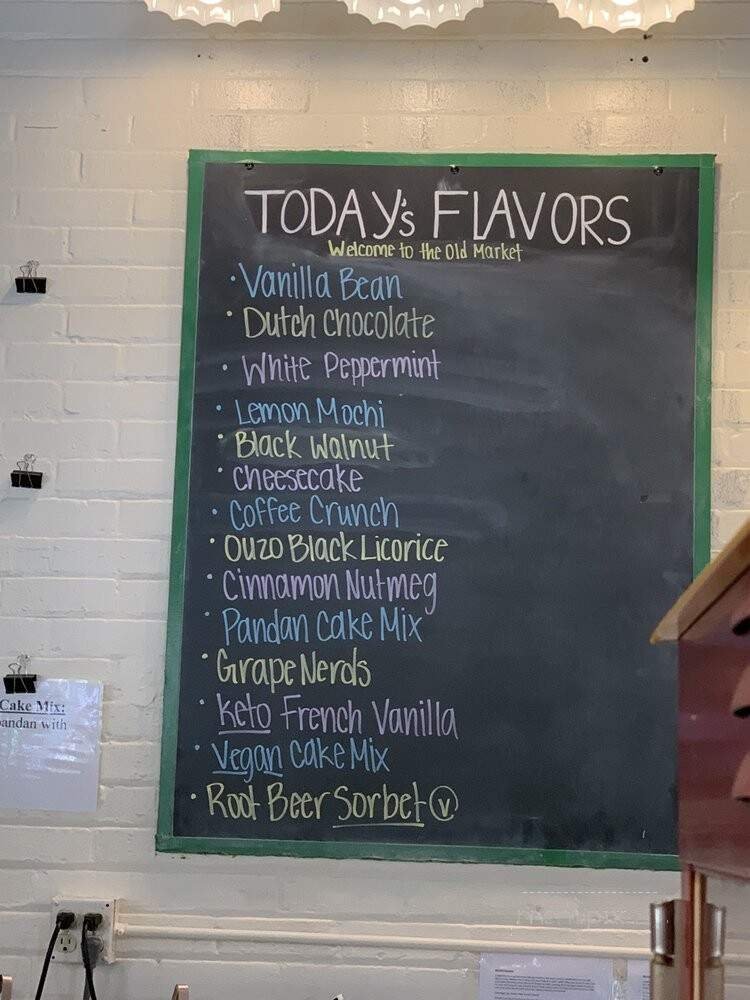 TODAY's FLAVORS
Welcome to the Old Market
• Vanilla Bean
• Dutch Chocolate
• White Peppermint
• Lemon Mochi
• Black Walnut
• Cheesecake
• Coffee Crunch
• Ouzo Black Licorice
• Cinnamon Nutmeg
• Pandan Cake Mix
• Grape Nerds
• Keto French Vanilla
• Vegan Cake Mix
• Root Beer Sorbet Ⓥ
Cake Mix:
pandan with